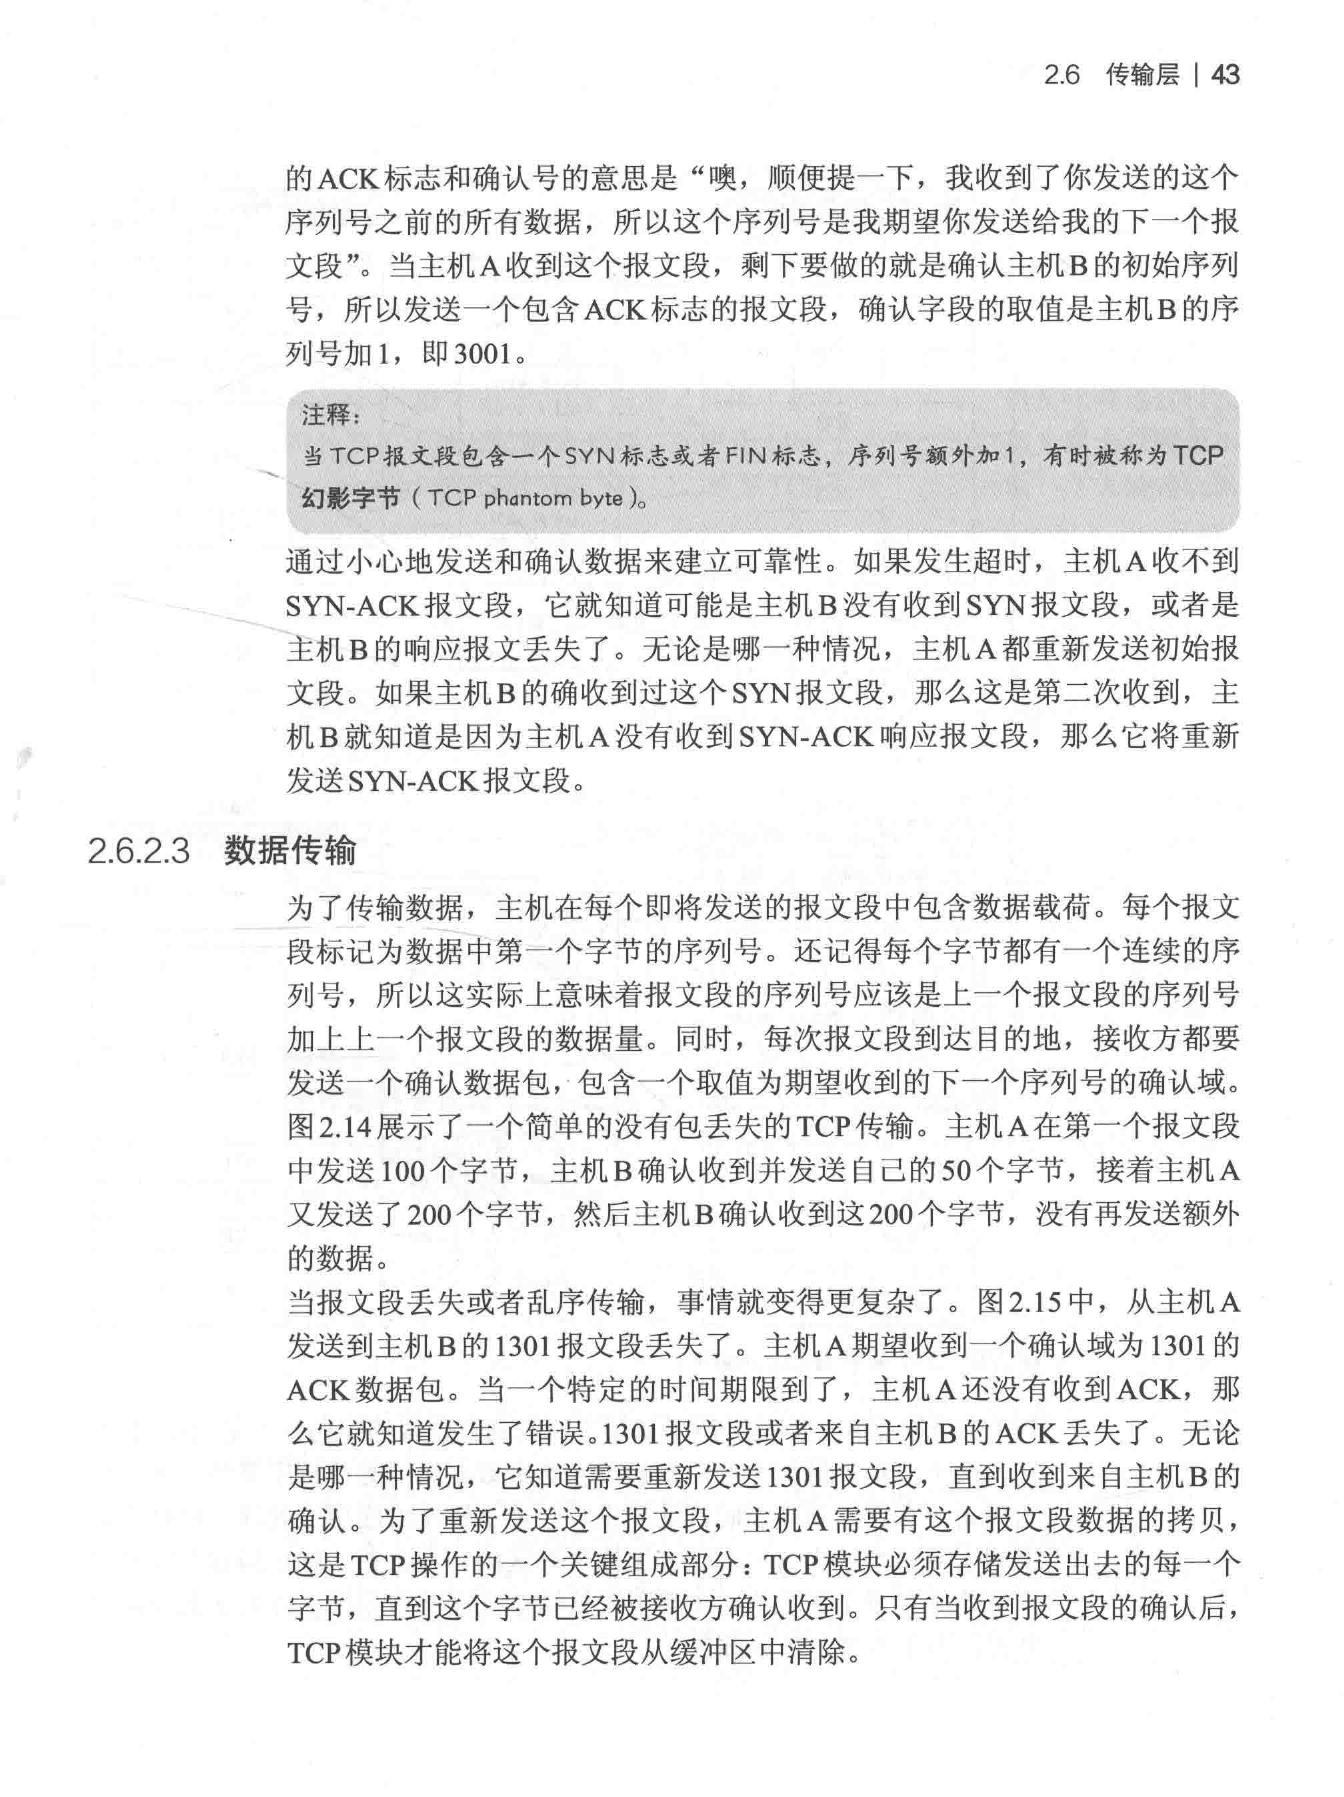 2.6 传输层 | 43
的ACK标志和确认号的意思是“噢，顺便提一下，我收到了你发送的这个
序列号之前的所有数据，所以这个序列号是我期望你发送给我的下一个报
文段”。当主机A收到这个报文段，剩下要做的就是确认主机B的初始序列
号，所以发送一个包含ACK标志的报文段，确认字段的取值是主机B的序
列号加1，即3001。
注释：
当TCP报文段包含一个SYN标志或者FIN标志，序列号额外加1，有时被称为TCP
幻影字节（TCP phantom byte）。
通过小心地发送和确认数据来建立可靠性。如果发生超时，主机A收不到
SYN-ACK报文段，它就知道可能是主机B没有收到SYN报文段，或者是
主机B的响应报文丢失了。无论是哪一种情况，主机A都重新发送初始报
文段。如果主机B的确收到过这个SYN报文段，那么这是第二次收到，主
机B就知道是因为主机A没有收到SYN-ACK响应报文段，那么它将重新
发送SYN-ACK报文段。
2.6.2.3 数据传输
为了传输数据，主机在每个即将发送的报文段中包含数据载荷。每个报文
段标记为数据中第一个字节的序列号。还记得每个字节都有一个连续的序
列号，所以这实际上意味着报文段的序列号应该是上一个报文段的序列号
加上上一个报文段的数据量。同时，每次报文段到达目的地，接收方都要
发送一个确认数据包，包含一个取值为期望收到的下一个序列号的确认域。
图2.14展示了一个简单的没有包丢失的TCP传输。主机A在第一个报文段
中发送100个字节，主机B确认收到并发送自己的50个字节，接着主机A
又发送了200个字节，然后主机B确认收到这200个字节，没有再发送额外
的数据。
当报文段丢失或者乱序传输，事情就变得更复杂了。图2.15中，从主机A
发送到主机B的1301报文段丢失了。主机A期望收到一个确认域为1301的
ACK数据包。当一个特定的时间期限到了，主机A还没有收到ACK，那
么它就知道发生了错误。1301报文段或者来自主机B的ACK丢失了。无论
是哪一种情况，它知道需要重新发送1301报文段，直到收到来自主机B的
确认。为了重新发送这个报文段，主机A需要有这个报文段数据的拷贝，
这是TCP操作的一个关键组成部分：TCP模块必须存储发送出去的每一个
字节，直到这个字节已经被接收方确认收到。只有当收到报文段的确认后，
TCP模块才能将这个报文段从缓冲区中清除。